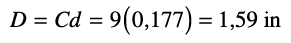 D = Cd = 9(0,177) = 1,59 in